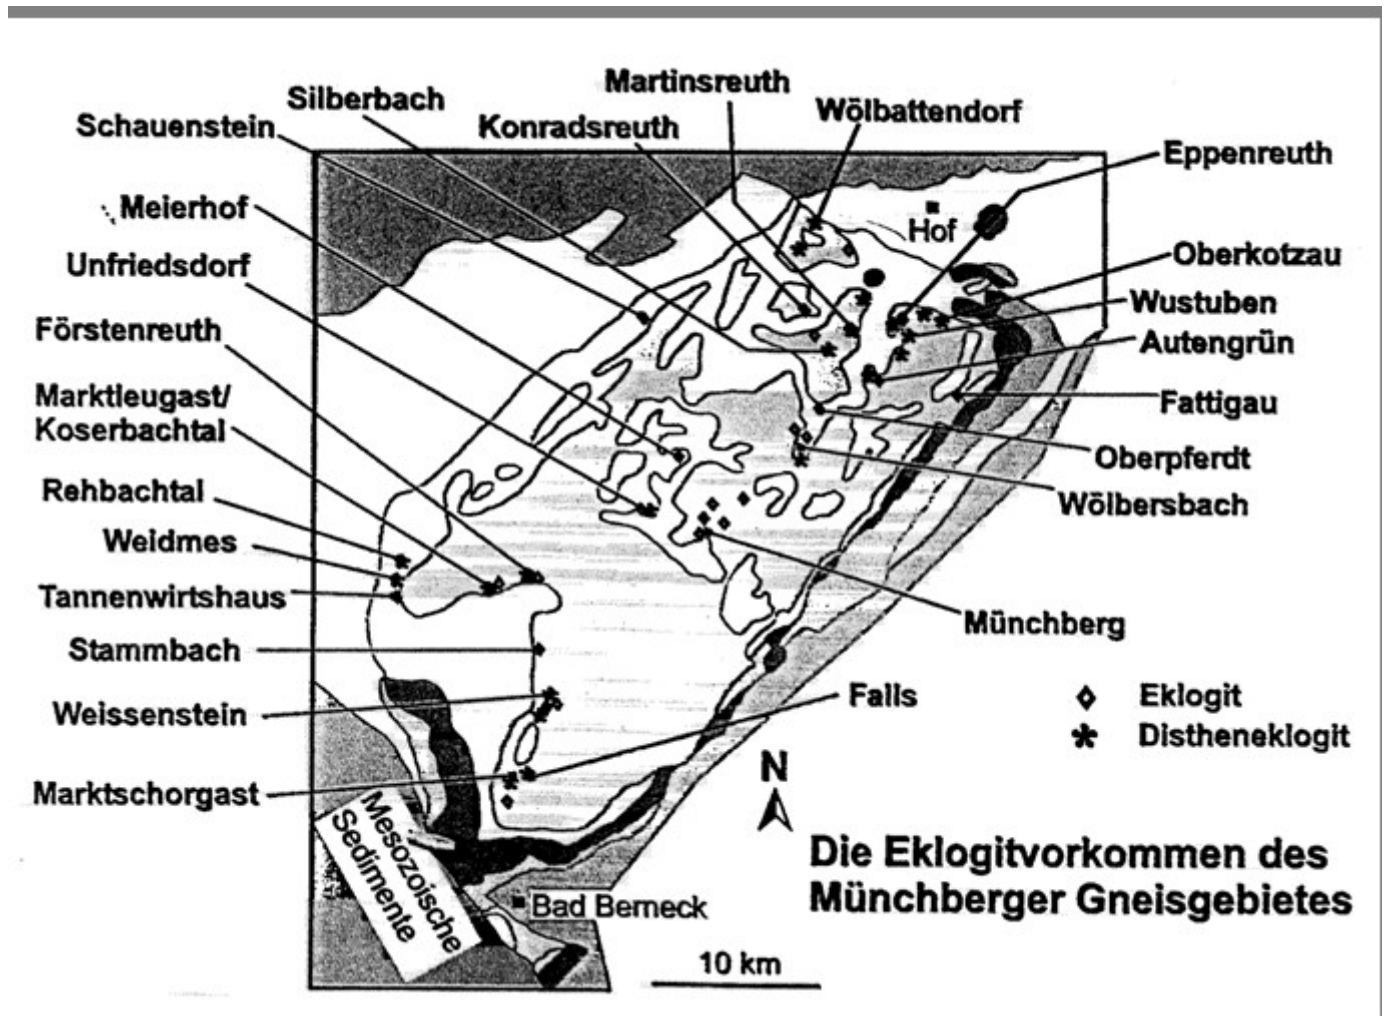 Martinsreuth
Silberbach
Wölbattendorf
Schauenstein
Konradsreuth
Eppenreuth
Meierhof
Hof
Oberkotzau
Unfriedsdorf
Wustuben
Förstenreuth
Autengrün
Marktleugast/
Koserbachtal
Fattigau
Oberpferdt
Rehbachtal
Wölbersbach
Weidmes
Tannenwirtshaus
Münchberg
Stammbach
Falls
Eklogit
Weissenstein
Distheneklogit
N
Marktschorgast
Mesozoische
Sedimente
Die Eklogitvorkommen des
Münchberger Gneisgebietes
Bad Berneck
10 km